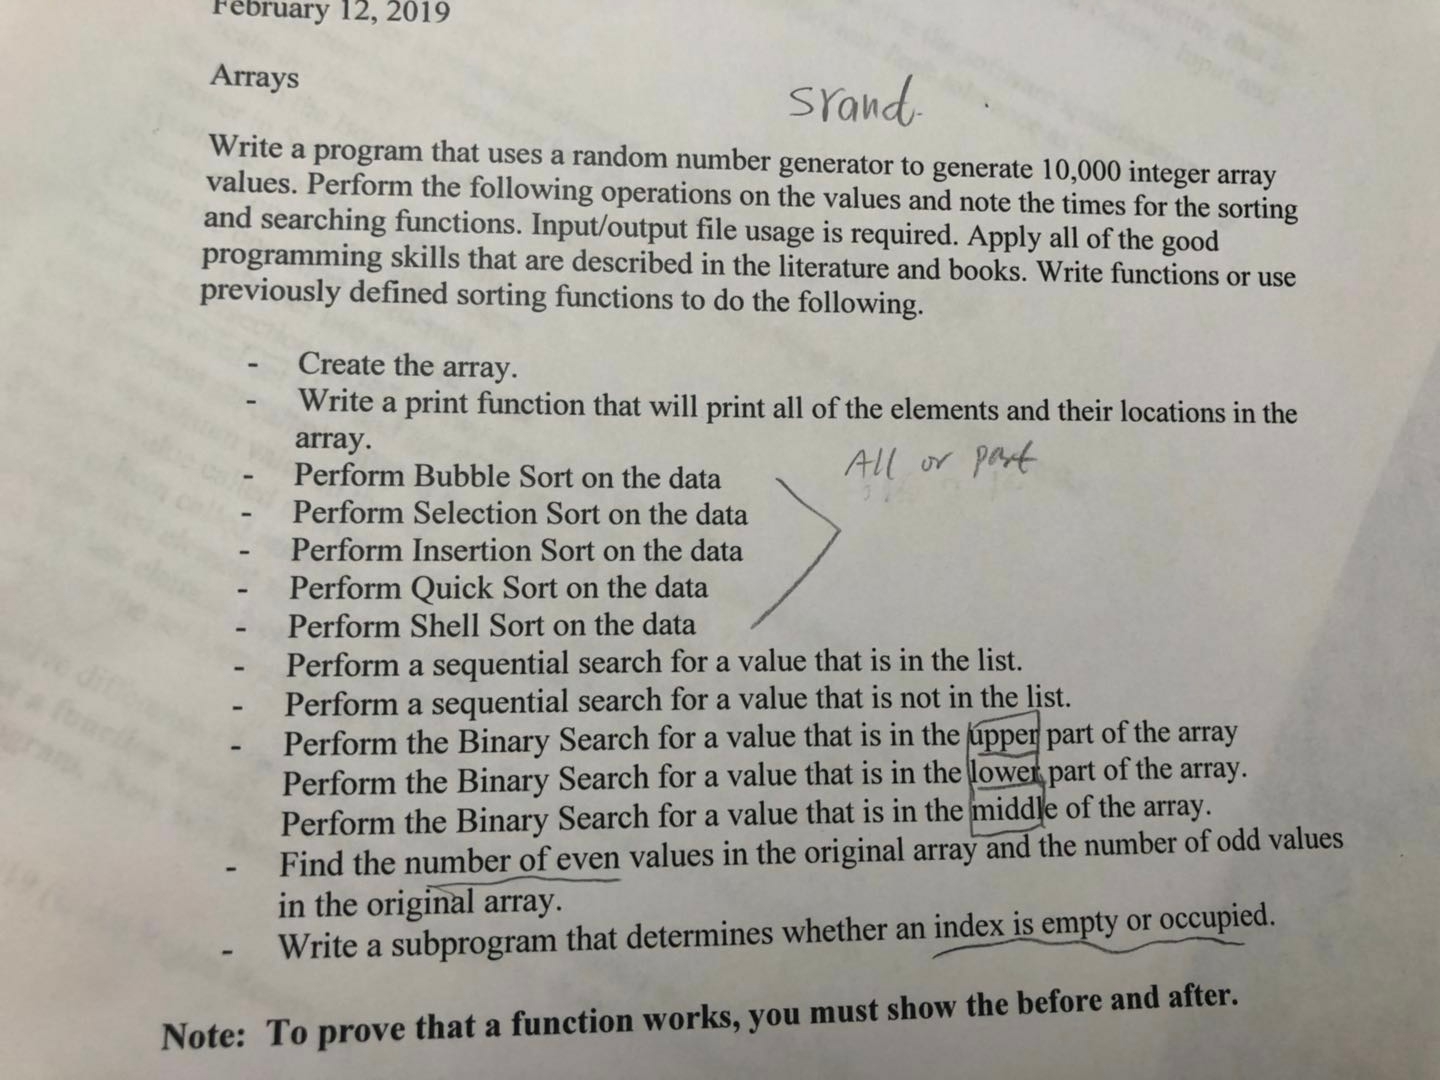 February 12, 2019
Arrays
srand.
Write a program that uses a random number generator to generate 10,000 integer array
values. Perform the following operations on the values and note the times for the sorting
and searching functions. Input/output file usage is required. Apply all of the good
programming skills that are described in the literature and books. Write functions or use
previously defined sorting functions to do the following.
- Create the array.
- Write a print function that will print all of the elements and their locations in the
array.
All or part
- Perform Bubble Sort on the data
- Perform Selection Sort on the data
- Perform Insertion Sort on the data
- Perform Quick Sort on the data
- Perform Shell Sort on the data
- Perform a sequential search for a value that is in the list.
- Perform a sequential search for a value that is not in the list.
- Perform the Binary Search for a value that is in the upper part of the array
Perform the Binary Search for a value that is in the lower part of the array.
Perform the Binary Search for a value that is in the middle of the array.
- Find the number of even values in the original array and the number of odd values
in the original array.
- Write a subprogram that determines whether an index is empty or occupied.
Note: To prove that a function works, you must show the before and after.